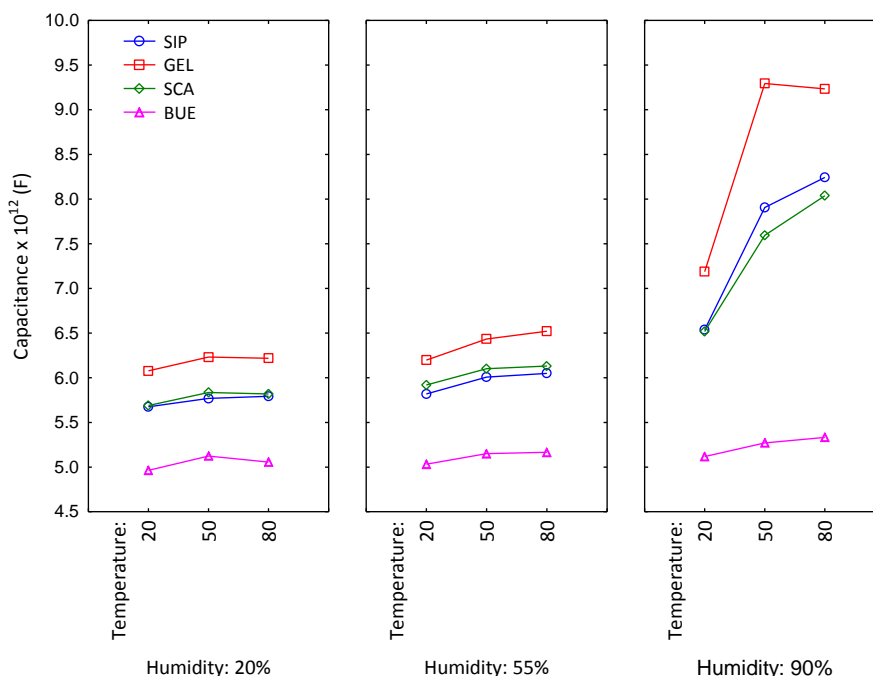 Capacitance x 10¹² (F)
10.0
9.5
9.0
8.5
8.0
7.5
7.0
6.5
6.0
5.5
5.0
4.5
SIP
GEL
SCA
BUE
Temperature:
20
50
80
Temperature:
20
50
80
Temperature:
20
50
80
Humidity: 20%
Humidity: 55%
Humidity: 90%